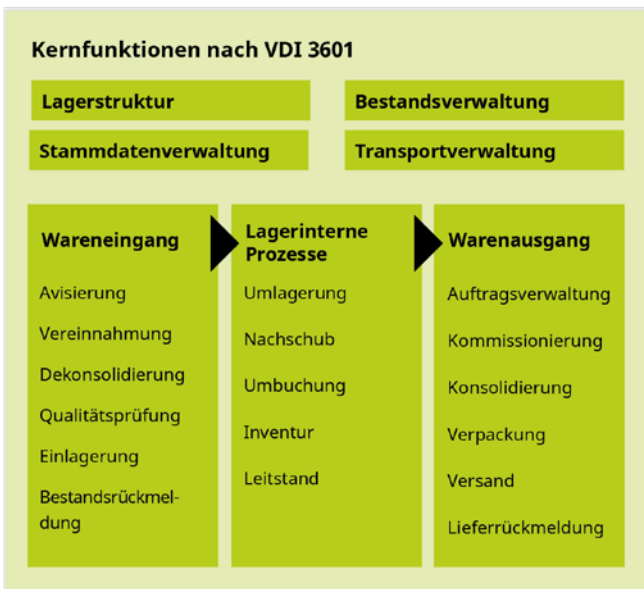 Kernfunktionen nach VDI 3601
Lagerstruktur
Bestandsverwaltung
Stammdatenverwaltung
Transportverwaltung
Wareneingang
Avisierung
Vereinnahmung
Dekonsolidierung
Qualitätsprüfung
Einlagerung
Bestandsrückmel-
dung
Lagerinterne
Prozesse
Umlagerung
Nachschub
Umbuchung
Inventur
Leitstand
Warenausgang
Auftragsverwaltung
Kommissionierung
Konsolidierung
Verpackung
Versand
Lieferrückmeldung